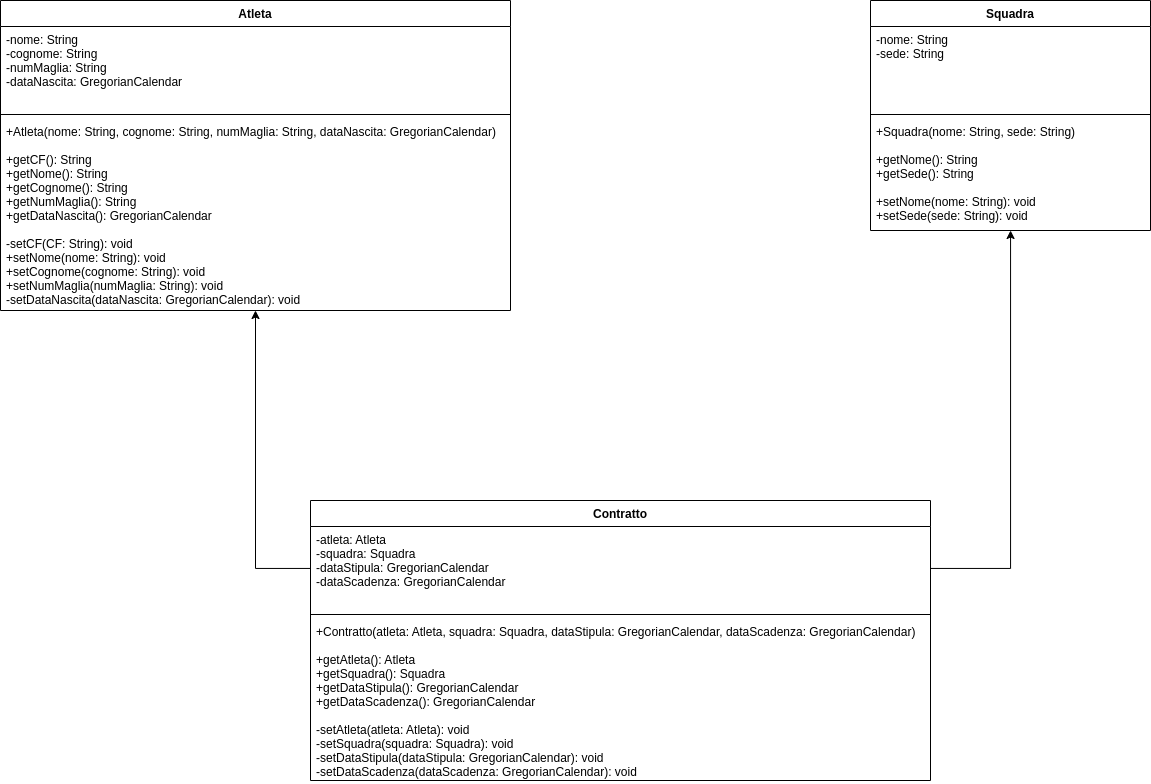 Atleta
-nome: String
-cognome: String
-numMaglia: String
-dataNascita: GregorianCalendar
+Atleta(nome: String, cognome: String, numMaglia: String, dataNascita: GregorianCalendar)
+getCF(): String
+getNome(): String
+getCognome(): String
+getNumMaglia(): String
+getDataNascita(): GregorianCalendar
-setCF(CF: String): void
+setNome(nome: String): void
+setCognome(cognome: String): void
+setNumMaglia(numMaglia: String): void
-setDataNascita(dataNascita: GregorianCalendar): void
Squadra
-nome: String
-sede: String
+Squadra(nome: String, sede: String)
+getNome(): String
+getSede(): String
+setNome(nome: String): void
+setSede(sede: String): void
Contratto
-atleta: Atleta
-squadra: Squadra
-dataStipula: GregorianCalendar
-dataScadenza: GregorianCalendar
+Contratto(atleta: Atleta, squadra: Squadra, dataStipula: GregorianCalendar, dataScadenza: GregorianCalendar)
+getAtleta(): Atleta
+getSquadra(): Squadra
+getDataStipula(): GregorianCalendar
+getDataScadenza(): GregorianCalendar
-setAtleta(atleta: Atleta): void
-setSquadra(squadra: Squadra): void
-setDataStipula(dataStipula: GregorianCalendar): void
-setDataScadenza(dataScadenza: GregorianCalendar): void